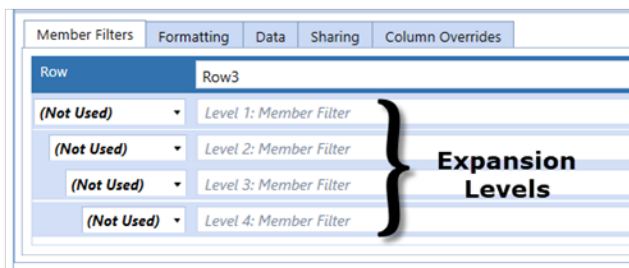 Member Filters Formatting Data Sharing Column Overrides
Row Row3
(Not Used) Level 1: Member Filter
(Not Used) Level 2: Member Filter
(Not Used) Level 3: Member Filter
(Not Used) Level 4: Member Filter
Expansion
Levels